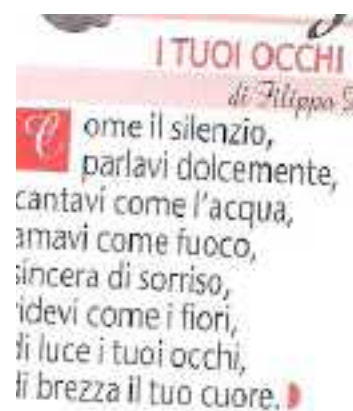 I TUOI OCCHI
di Filippo
Come il silenzio,
parlavi dolcemente,
cantavi come l'acqua,
amavi come fuoco,
sincera di sorriso,
ridevi come i fiori,
di luce i tuoi occhi,
di brezza il tuo cuore.